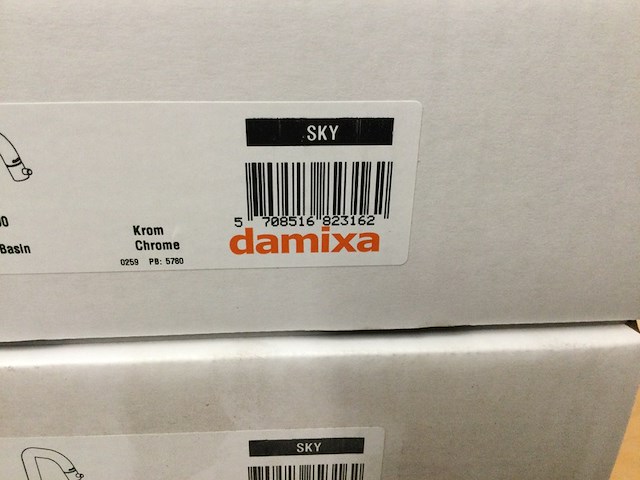 SKY
5 708516 823162
damixa
Basin
Krom
Chrome
0259 PB: 5780
SKY